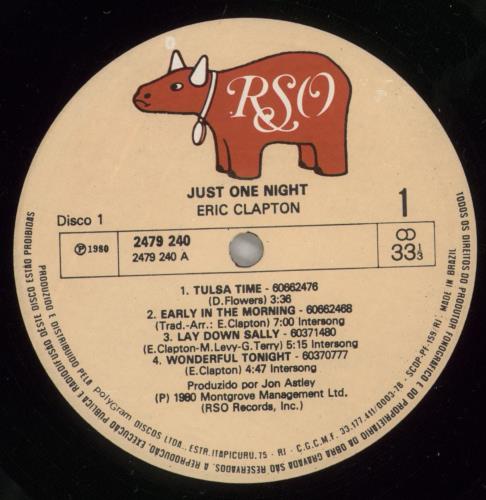 RSO
JUST ONE NIGHT
ERIC CLAPTON
Disco 1
1
℗ 1980
2479 240
2479 240 A
33 1/3
1. TULSA TIME - 60662476
(D.Flowers) 3:36
2. EARLY IN THE MORNING - 60662468
(Trad.-Arr.: E.Clapton) 7:00 Intersong
3. LAY DOWN SALLY - 60371480
(E.Clapton-M.Levy-G.Terry) 5:15 Intersong
4. WONDERFUL TONIGHT - 60370777
(E.Clapton) 4:47 Intersong
Produzido por Jon Astley
(P) 1980 Montgrove Management Ltd.
(RSO Records, Inc.)
TODOS OS DIREITOS DO PRODUTOR FONOGRÁFICO E DO PROPRIETÁRIO DA OBRA GRAVADA SÃO RESERVADOS. A REPRODUÇÃO, EXECUÇÃO PÚBLICA E RADIODIFUSÃO DESTE DISCO ESTÃO PROIBIDAS
PRODUZIDO E DISTRIBUIDO PELA polyGram DISCOS LTDA., ESTR. ITAPICURU, 75 - RJ - C.G.C.M.F. 33.177.411/0003-78 - SCDP-PF-159/RJ. MADE IN BRAZIL